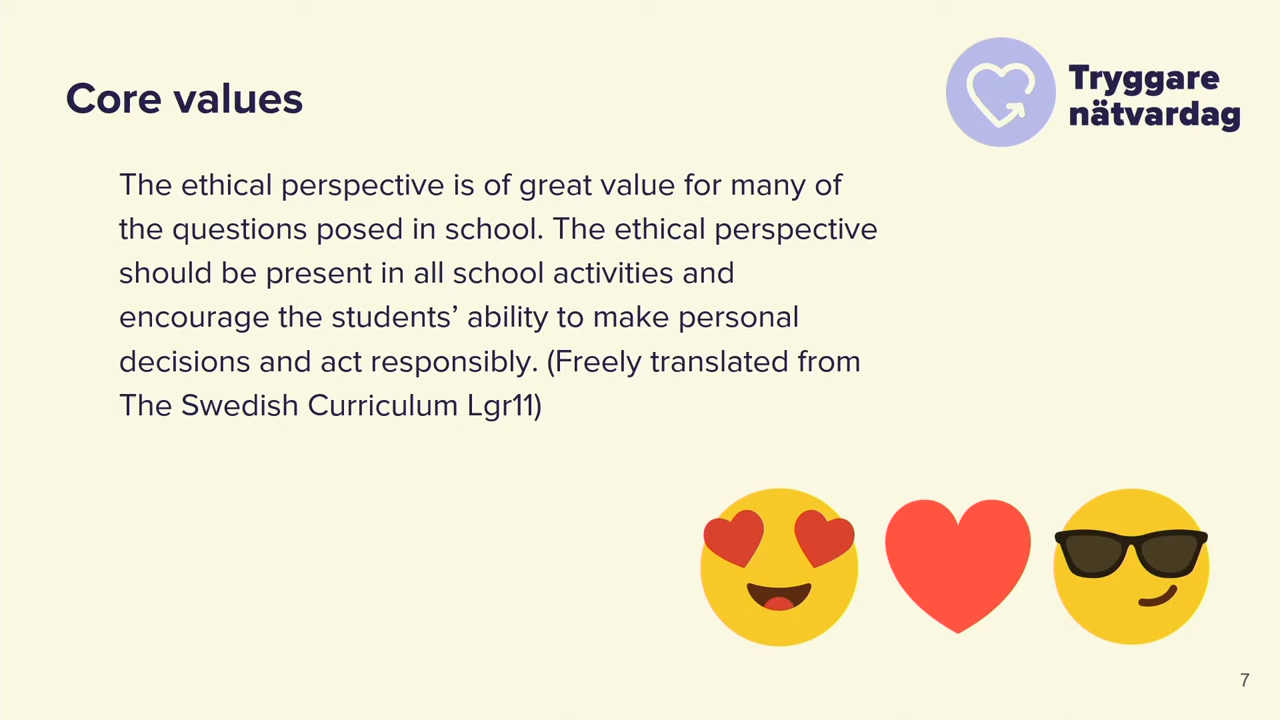 Core values
Tryggare
nätvardag
The ethical perspective is of great value for many of
the questions posed in school. The ethical perspective
should be present in all school activities and
encourage the students’ ability to make personal
decisions and act responsibly. (Freely translated from
The Swedish Curriculum Lgr11)
7